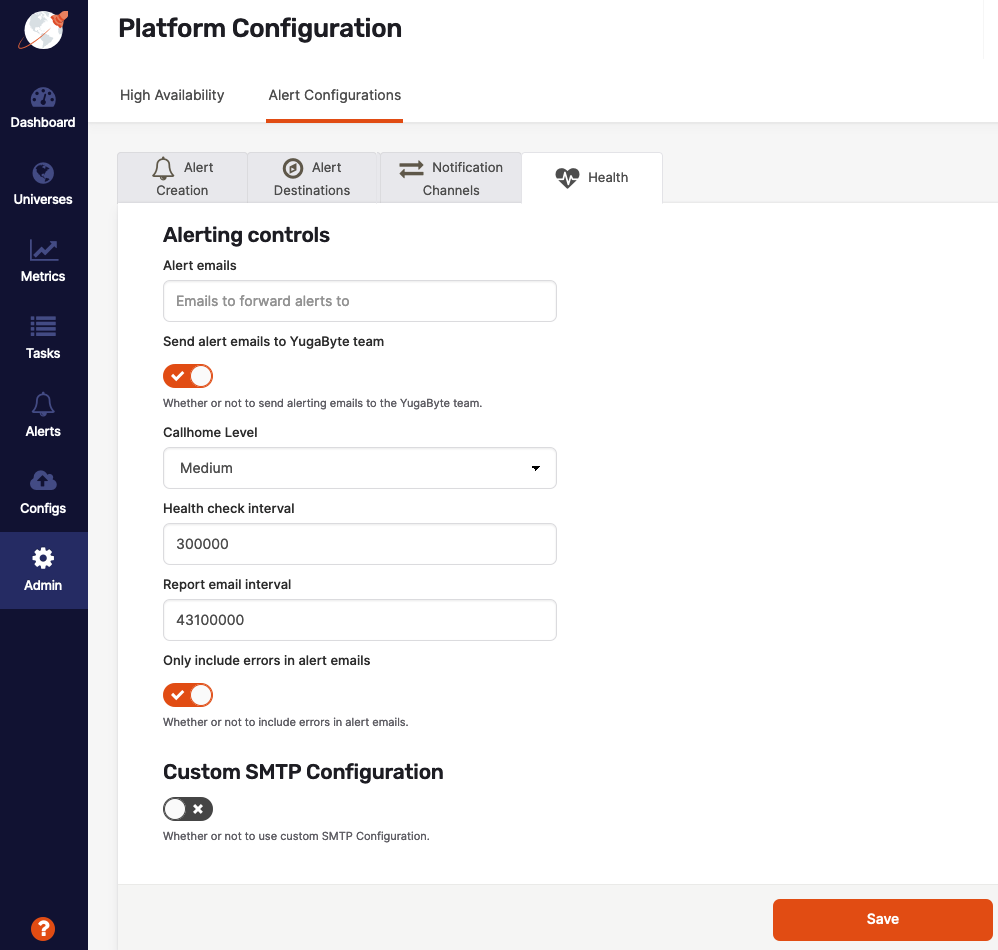 Platform Configuration
High Availability
Alert Configurations
Dashboard
Universes
Metrics
Tasks
Alerts
Configs
Admin
?
Alert
Creation
Alert
Destinations
Notification
Channels
Health
Alerting controls
Alert emails
Emails to forward alerts to
Send alert emails to YugaByte team
Whether or not to send alerting emails to the YugaByte team.
Callhome Level
Medium
Health check interval
300000
Report email interval
43100000
Only include errors in alert emails
Whether or not to include errors in alert emails.
Custom SMTP Configuration
Whether or not to use custom SMTP Configuration.
Save